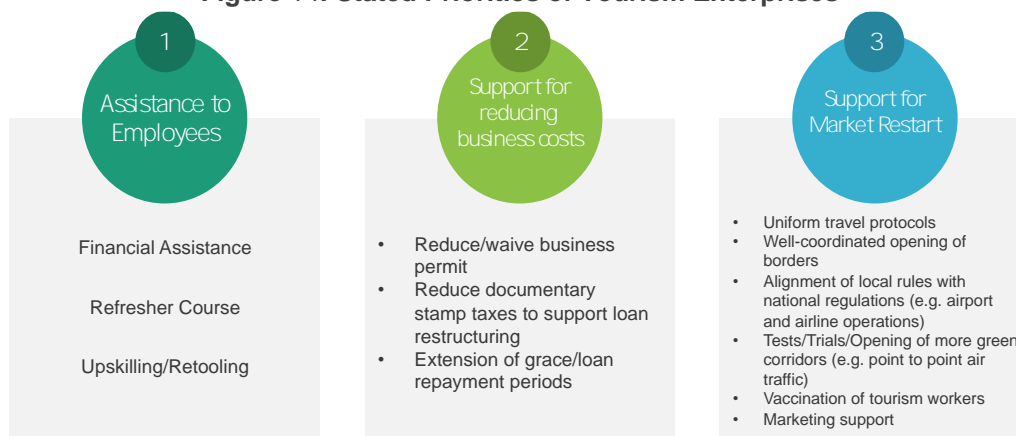 1
Assistance to
Employees
Financial Assistance
Refresher Course
Upskilling/Retooling
2
Support for
reducing
business costs
• Reduce/waive business
permit
• Reduce documentary
stamp taxes to support loan
restructuring
• Extension of grace/loan
repayment periods
3
Support for
Market Restart
• Uniform travel protocols
• Well-coordinated opening of
borders
• Alignment of local rules with
national regulations (e.g. airport
and airline operations)
• Tests/Trials/Opening of more green
corridors (e.g. point to point air
traffic)
• Vaccination of tourism workers
• Marketing support